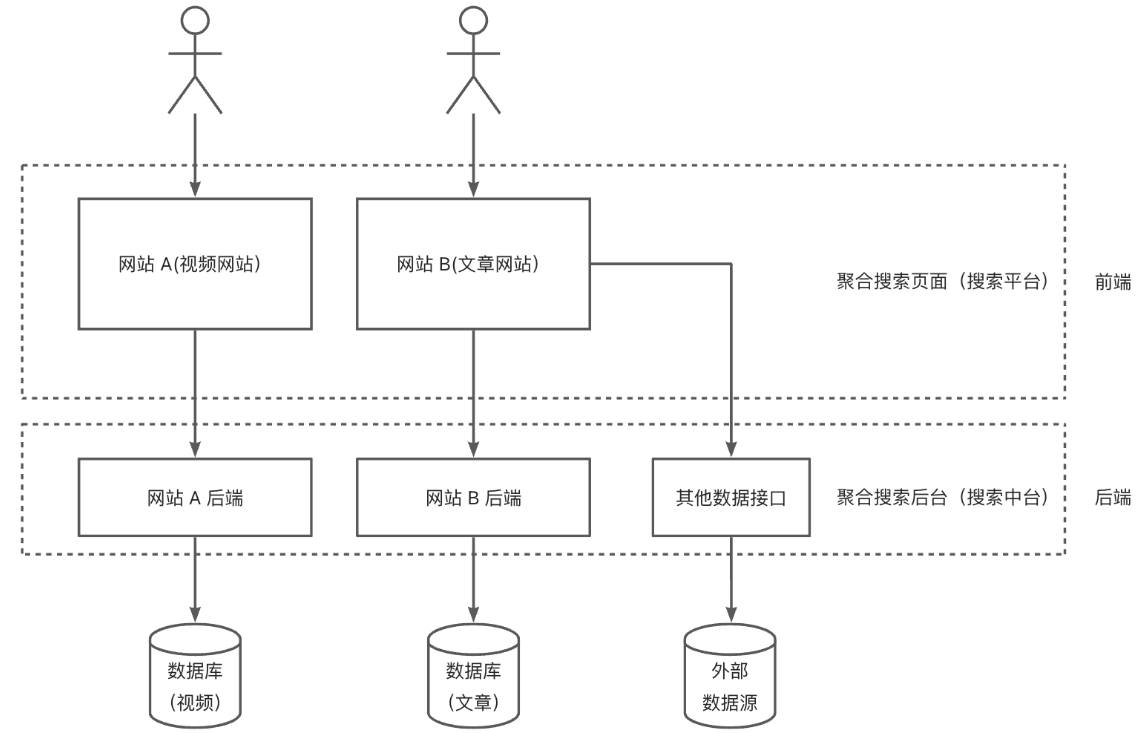 网站 A(视频网站)
网站 B(文章网站)
聚合搜索页面（搜索平台）
前端
网站 A 后端
网站 B 后端
其他数据接口
聚合搜索后台（搜索中台）
后端
数据库
(视频)
数据库
(文章)
外部
数据源